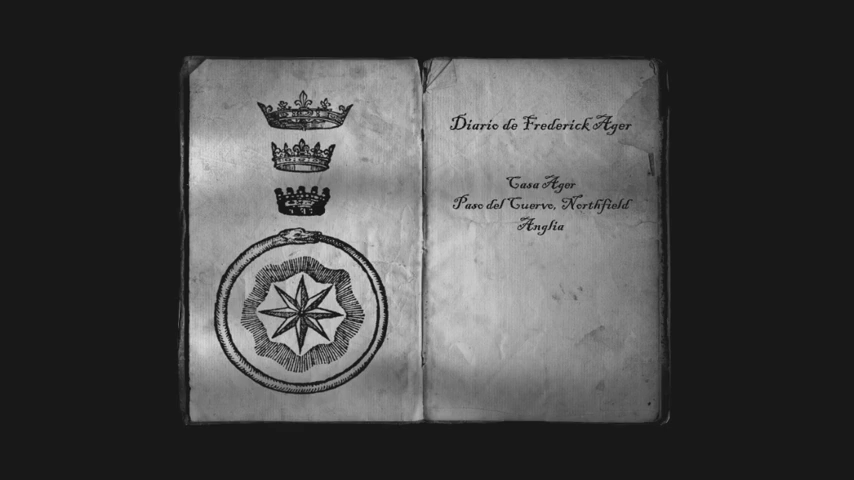 Diario de Frederick Ager
Casa Ager
Paso del Cuervo, Northfield
Anglia